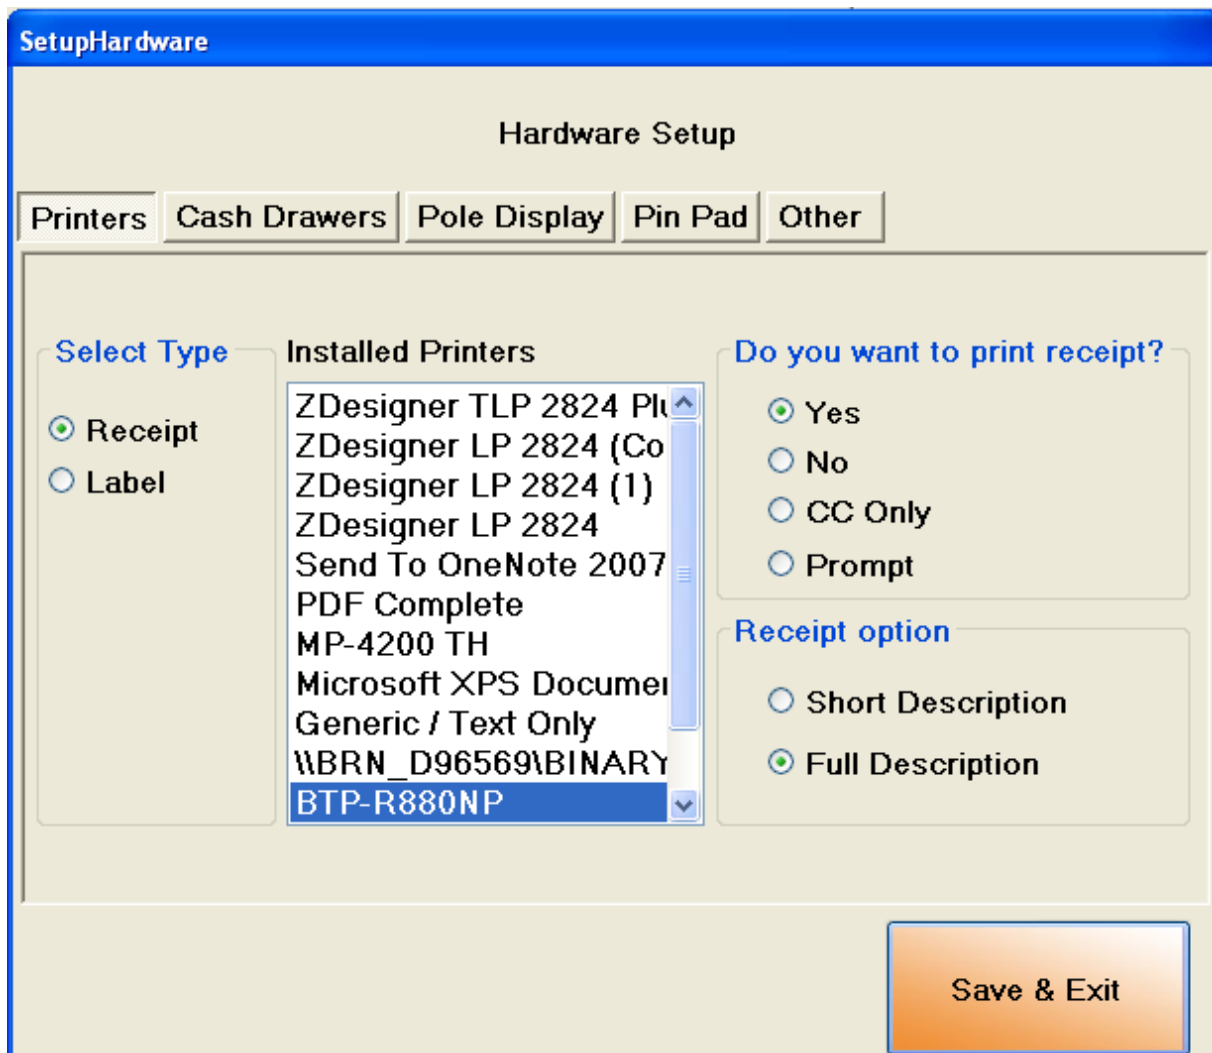 SetupHardware
Hardware Setup
Printers Cash Drawers Pole Display Pin Pad Other
Select Type
Receipt
Label
Installed Printers
ZDesigner TLP 2824 Plu
ZDesigner LP 2824 (Co
ZDesigner LP 2824 (1)
ZDesigner LP 2824
Send To OneNote 2007
PDF Complete
MP-4200 TH
Microsoft XPS Documen
Generic / Text Only
\\BRN_D96569\BINARY
BTP-R880NP
Do you want to print receipt?
Yes
No
CC Only
Prompt
Receipt option
Short Description
Full Description
Save & Exit